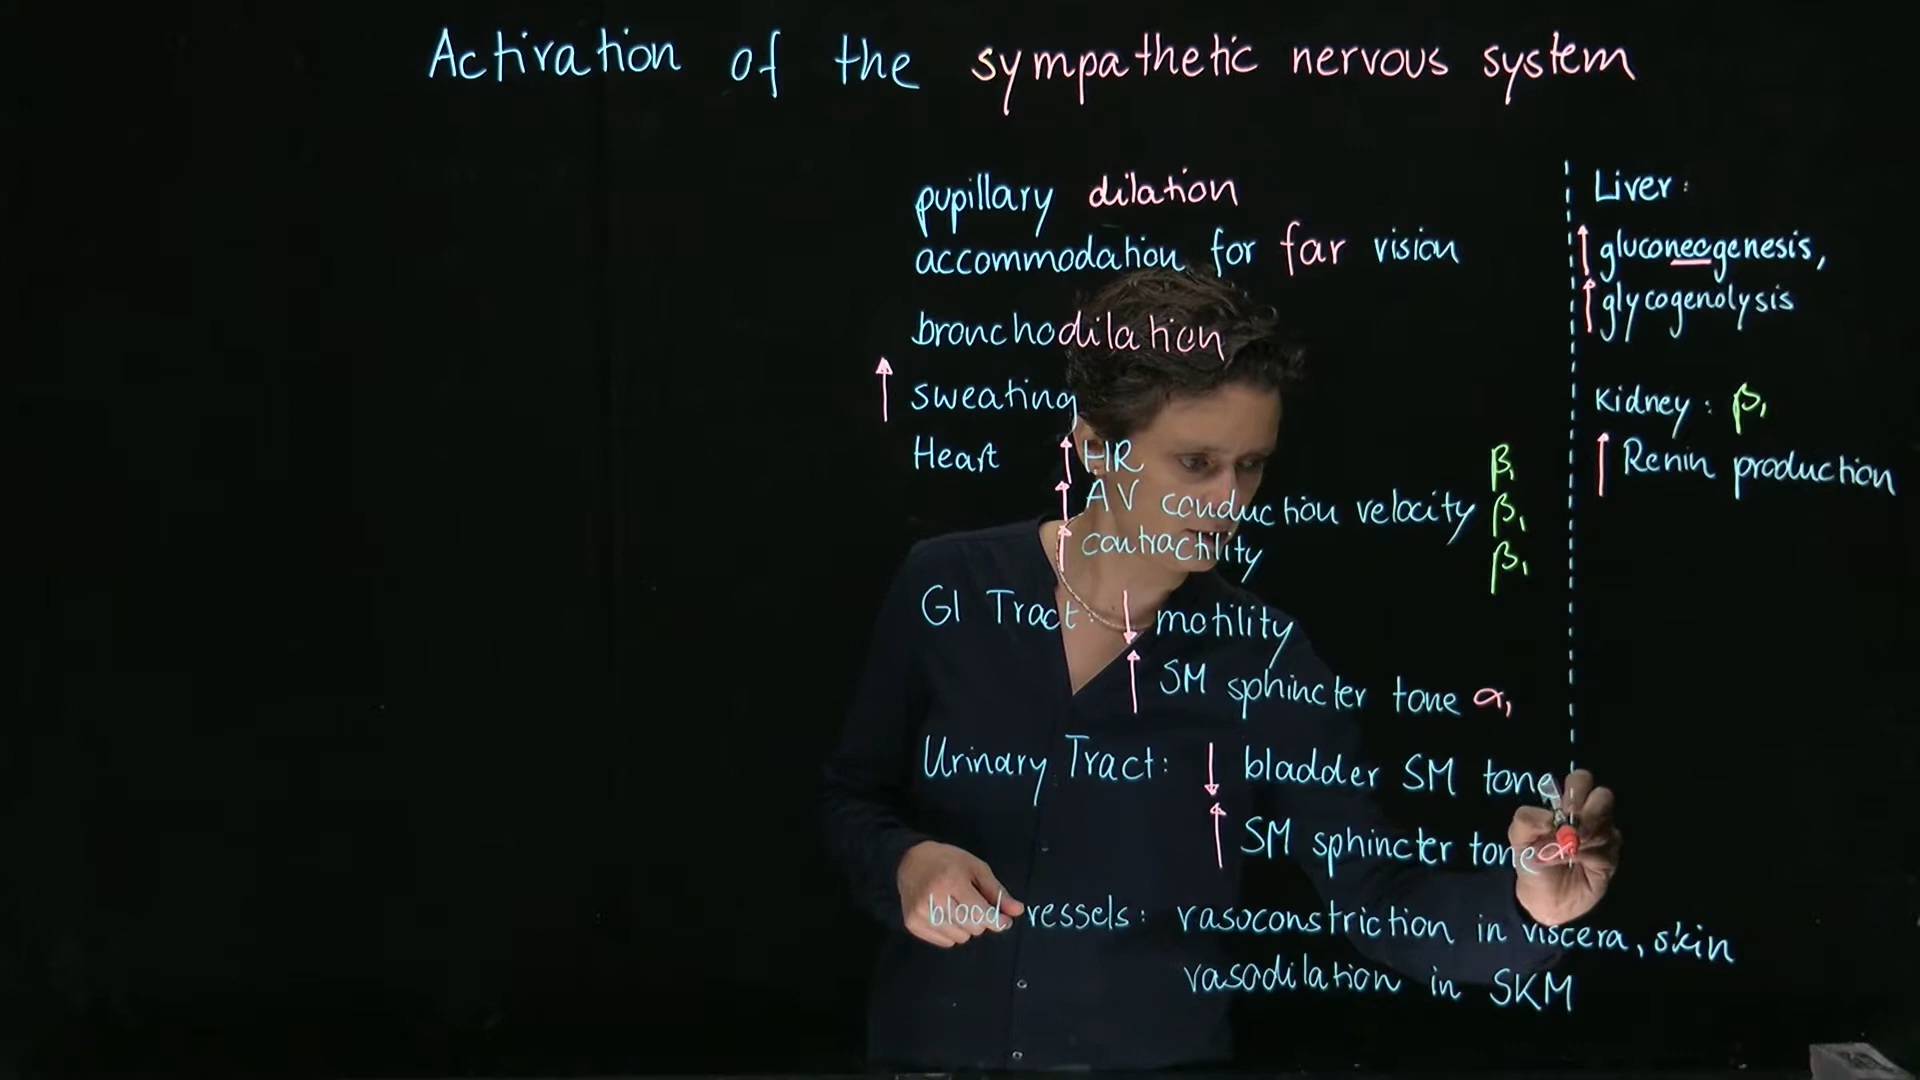 Activation of the sympathetic nervous system
pupillary dilation
accommodation for far vision
bronchodilation
↑ sweating
Heart ↑ HR β₁
↑ AV conduction velocity β₁
↑ contractility β₁
GI Tract: ↓ motility
↑ SM sphincter tone α₁
Urinary Tract: ↓ bladder SM tone
↑ SM sphincter tone α
blood vessels: vasoconstriction in viscera, skin
vasodilation in SKM
Liver:
↑ gluconeogenesis,
↑ glycogenolysis
Kidney: β₁
↑ Renin production